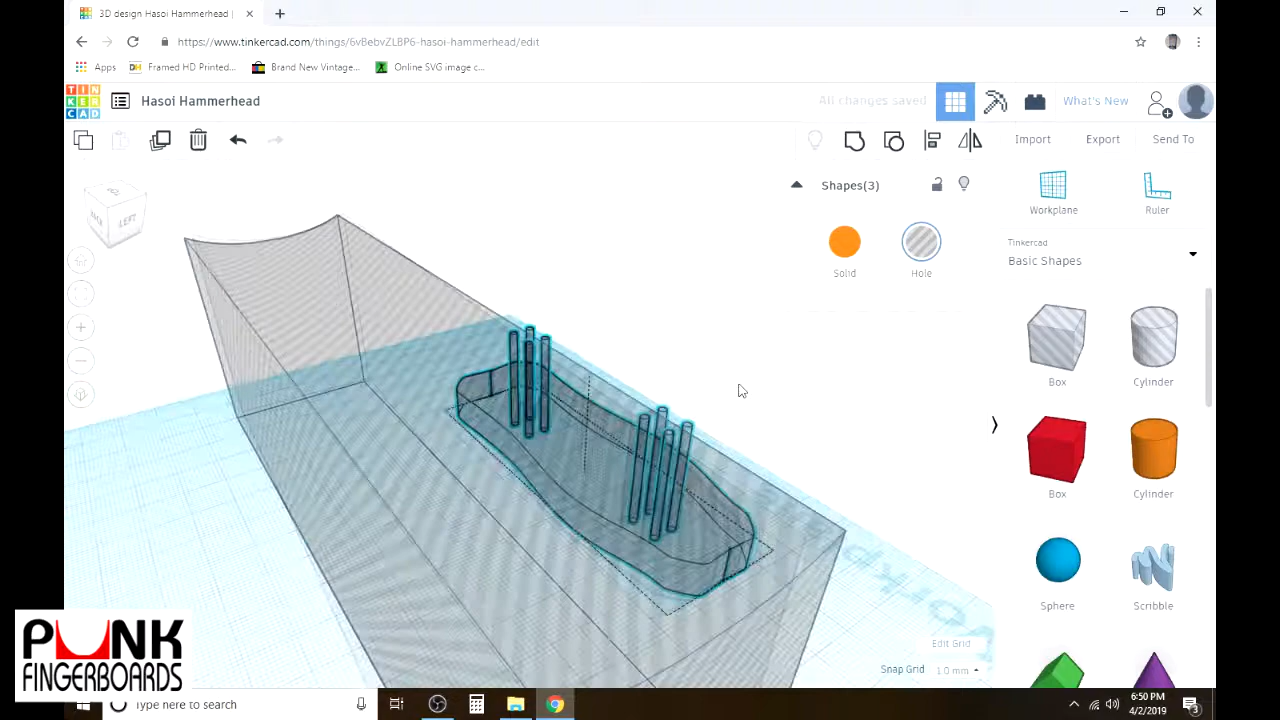 3D design Hasoi Hammerhead |
https://www.tinkercad.com/things/6vBebvZLBP6-hasoi-hammerhead/edit
Apps Framed HD Printed... Brand New Vintage... Online SVG image c...
TIN
KER
CAD
Hasoi Hammerhead
All changes saved
What's New
Import Export Send To
Shapes(3)
Solid Hole
Workplane Ruler
Tinkercad
Basic Shapes
Box Cylinder
Box Cylinder
Sphere Scribble
BACK LEFT
Edit Grid
Snap Grid 1.0 mm
PUNK
FINGERBOARDS
Type here to search
6:50 PM
4/2/2019
3